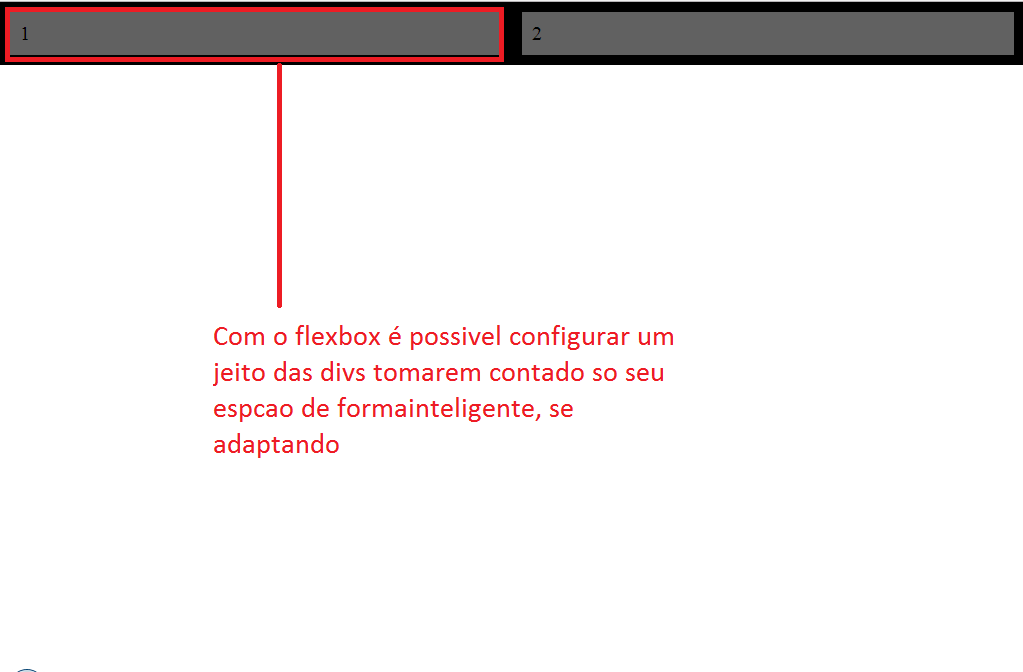 1
2
Com o flexbox é possivel configurar um
jeito das divs tomarem contado so seu
espcao de formainteligente, se
adaptando